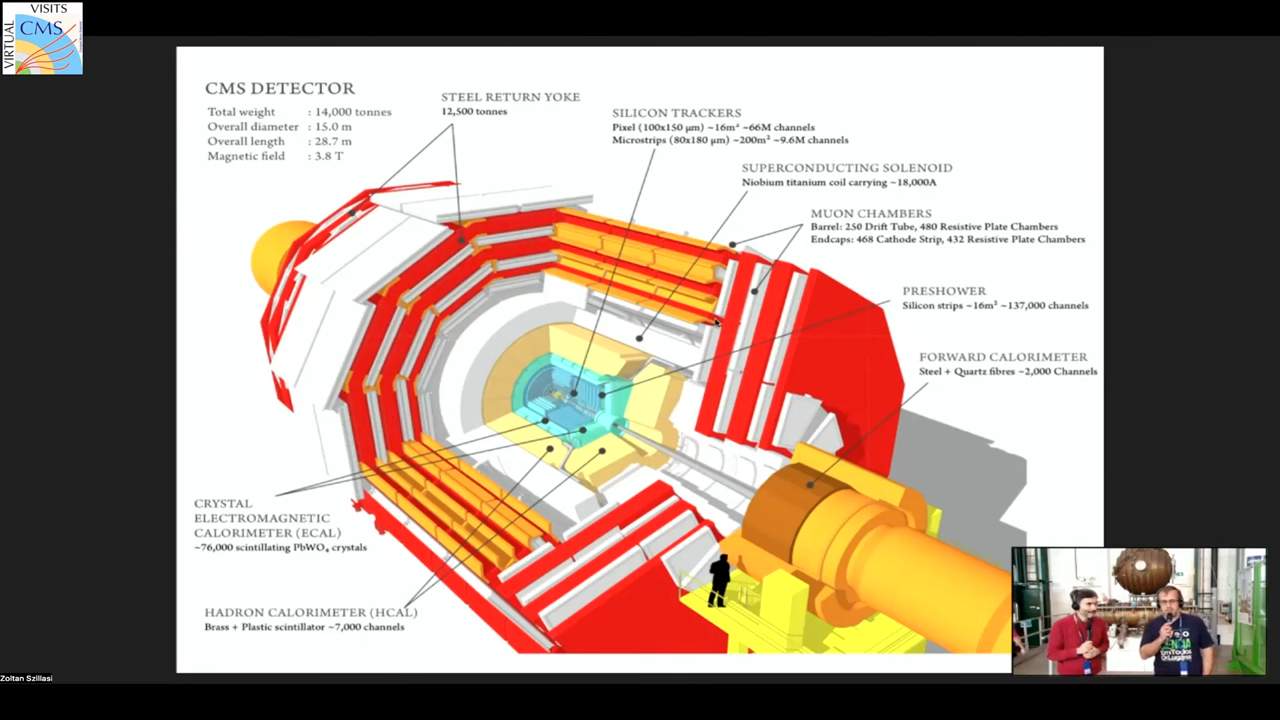 VISITS
VIRTUAL
CMS
CMS DETECTOR
Total weight : 14,000 tonnes
Overall diameter : 15.0 m
Overall length : 28.7 m
Magnetic field : 3.8 T
STEEL RETURN YOKE
12,500 tonnes
SILICON TRACKERS
Pixel (100x150 μm) ~16m² ~66M channels
Microstrips (80x180 μm) ~200m² ~9.6M channels
SUPERCONDUCTING SOLENOID
Niobium titanium coil carrying ~18,000A
MUON CHAMBERS
Barrel: 250 Drift Tube, 480 Resistive Plate Chambers
Endcaps: 468 Cathode Strip, 432 Resistive Plate Chambers
PRESHOWER
Silicon strips ~16m² ~137,000 channels
FORWARD CALORIMETER
Steel + Quartz fibres ~2,000 Channels
CRYSTAL
ELECTROMAGNETIC
CALORIMETER (ECAL)
~76,000 scintillating PbWO₄ crystals
HADRON CALORIMETER (HCAL)
Brass + Plastic scintillator ~7,000 channels
Zoltan Szillasi